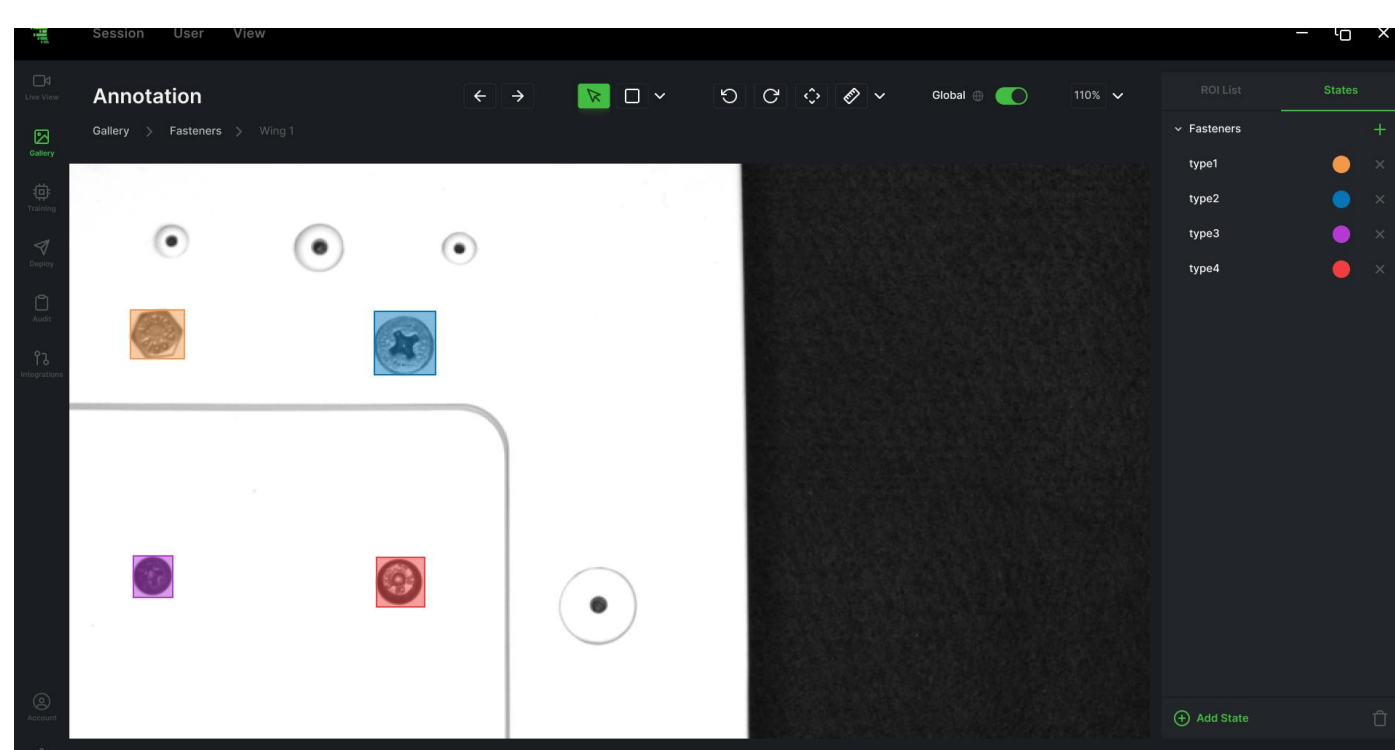 Session User View
Live View
Gallery
Training
Deploy
Audit
Integrations
Account
Annotation
Global
110%
Gallery > Fasteners > Wing 1
ROI List States
Fasteners
type1
type2
type3
type4
Add State